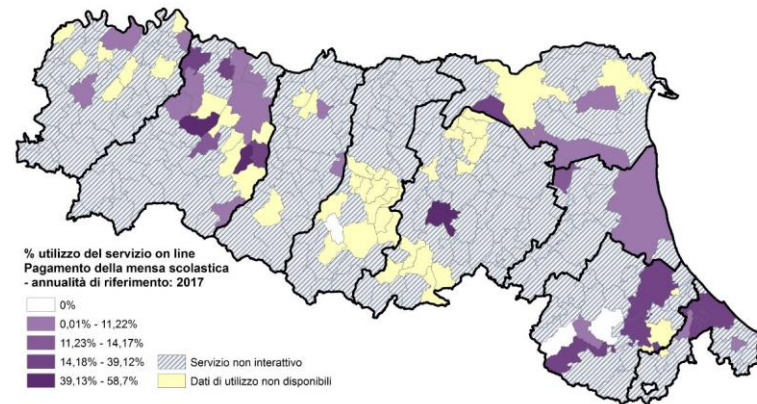 % utilizzo del servizio on line
Pagamento della mensa scolastica
- annualità di riferimento: 2017
0%
0,01% - 11,22%
11,23% - 14,17%
14,18% - 39,12%
39,13% - 58,7%
Servizio non interattivo
Dati di utilizzo non disponibili